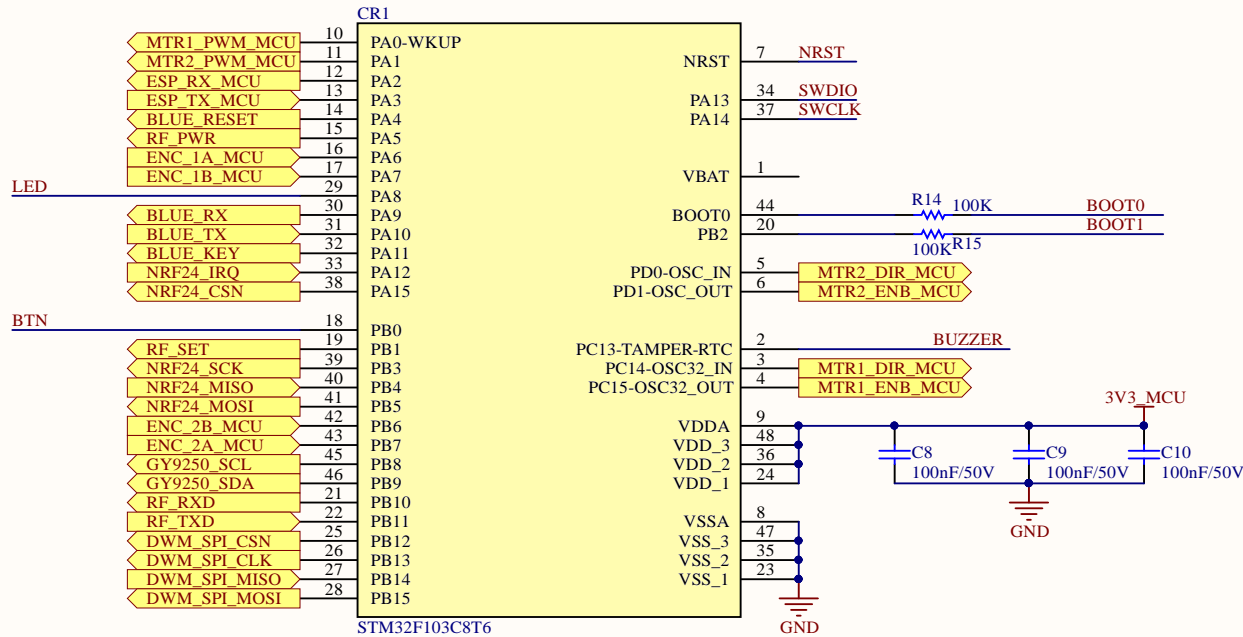 CR1
MTR1_PWM_MCU 10 PA0-WKUP
MTR2_PWM_MCU 11 PA1
ESP_RX_MCU 12 PA2
ESP_TX_MCU 13 PA3
BLUE_RESET 14 PA4
RF_PWR 15 PA5
ENC_1A_MCU 16 PA6
ENC_1B_MCU 17 PA7
LED 29 PA8
BLUE_RX 30 PA9
BLUE_TX 31 PA10
BLUE_KEY 32 PA11
NRF24_IRQ 33 PA12
NRF24_CSN 38 PA15
BTN 18 PB0
RF_SET 19 PB1
NRF24_SCK 39 PB3
NRF24_MISO 40 PB4
NRF24_MOSI 41 PB5
ENC_2B_MCU 42 PB6
ENC_2A_MCU 43 PB7
GY9250_SCL 45 PB8
GY9250_SDA 46 PB9
RF_RXD 21 PB10
RF_TXD 22 PB11
DWM_SPI_CSN 25 PB12
DWM_SPI_CLK 26 PB13
DWM_SPI_MISO 27 PB14
DWM_SPI_MOSI 28 PB15
NRST 7 NRST
PA13 34 SWDIO
PA14 37 SWCLK
VBAT 1
BOOT0 44 R14 100K BOOT0
PB2 20 100K R15 BOOT1
PD0-OSC_IN 5 MTR2_DIR_MCU
PD1-OSC_OUT 6 MTR2_ENB_MCU
PC13-TAMPER-RTC 2 BUZZER
PC14-OSC32_IN 3 MTR1_DIR_MCU
PC15-OSC32_OUT 4 MTR1_ENB_MCU
3V3_MCU
VDDA 9
VDD_3 48
VDD_2 36
VDD_1 24
C8 C9 C10
100nF/50V 100nF/50V 100nF/50V
GND
VSSA 8
VSS_3 47
VSS_2 35
VSS_1 23
GND
STM32F103C8T6